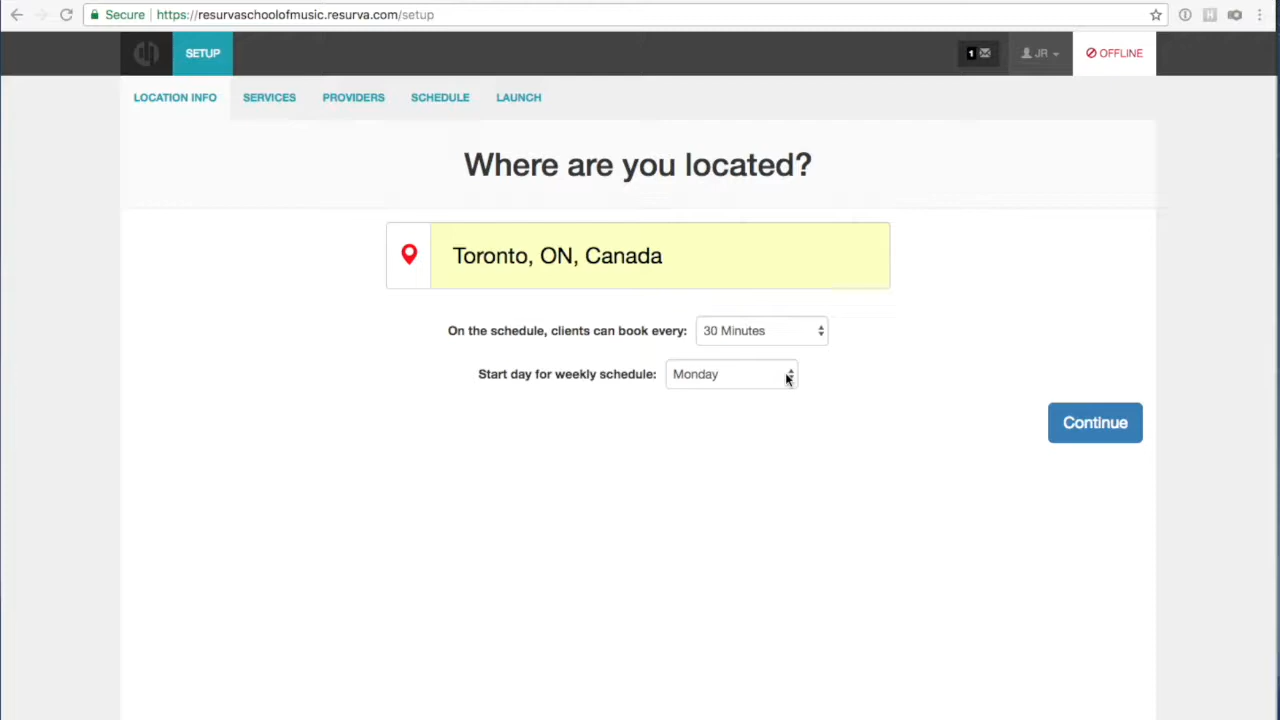 Secure https://resurvaschoolofmusic.resurva.com/setup
SETUP
1
JR
OFFLINE
LOCATION INFO SERVICES PROVIDERS SCHEDULE LAUNCH
Where are you located?
Toronto, ON, Canada
On the schedule, clients can book every: 30 Minutes
Start day for weekly schedule: Monday
Continue